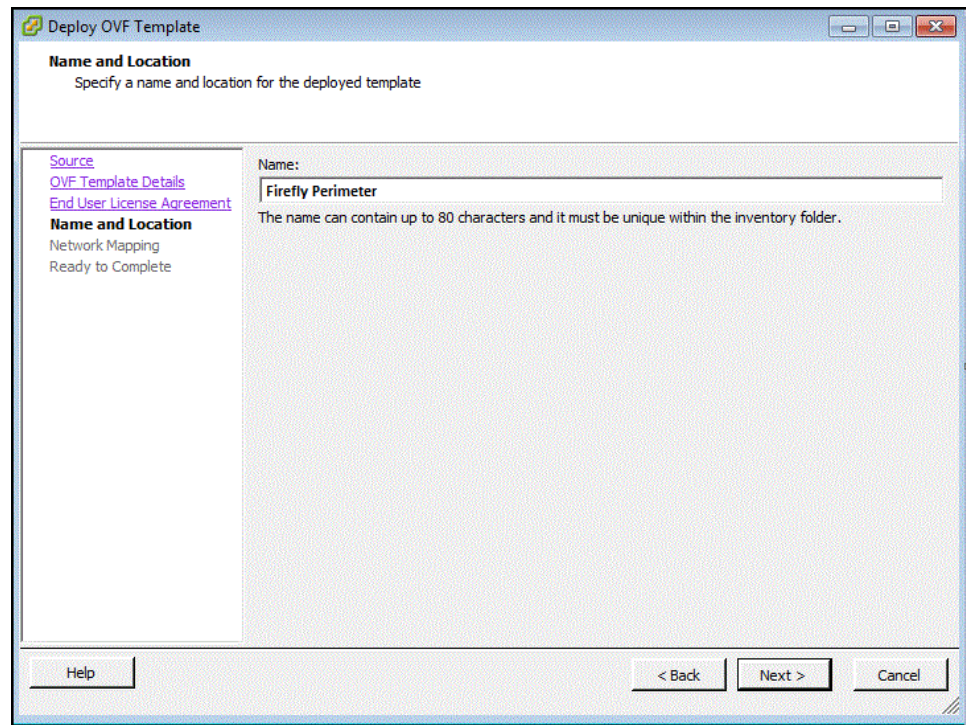 Deploy OVF Template
Name and Location
Specify a name and location for the deployed template
Source
OVF Template Details
End User License Agreement
Name and Location
Network Mapping
Ready to Complete
Name:
Firefly Perimeter
The name can contain up to 80 characters and it must be unique within the inventory folder.
Help
< Back
Next >
Cancel